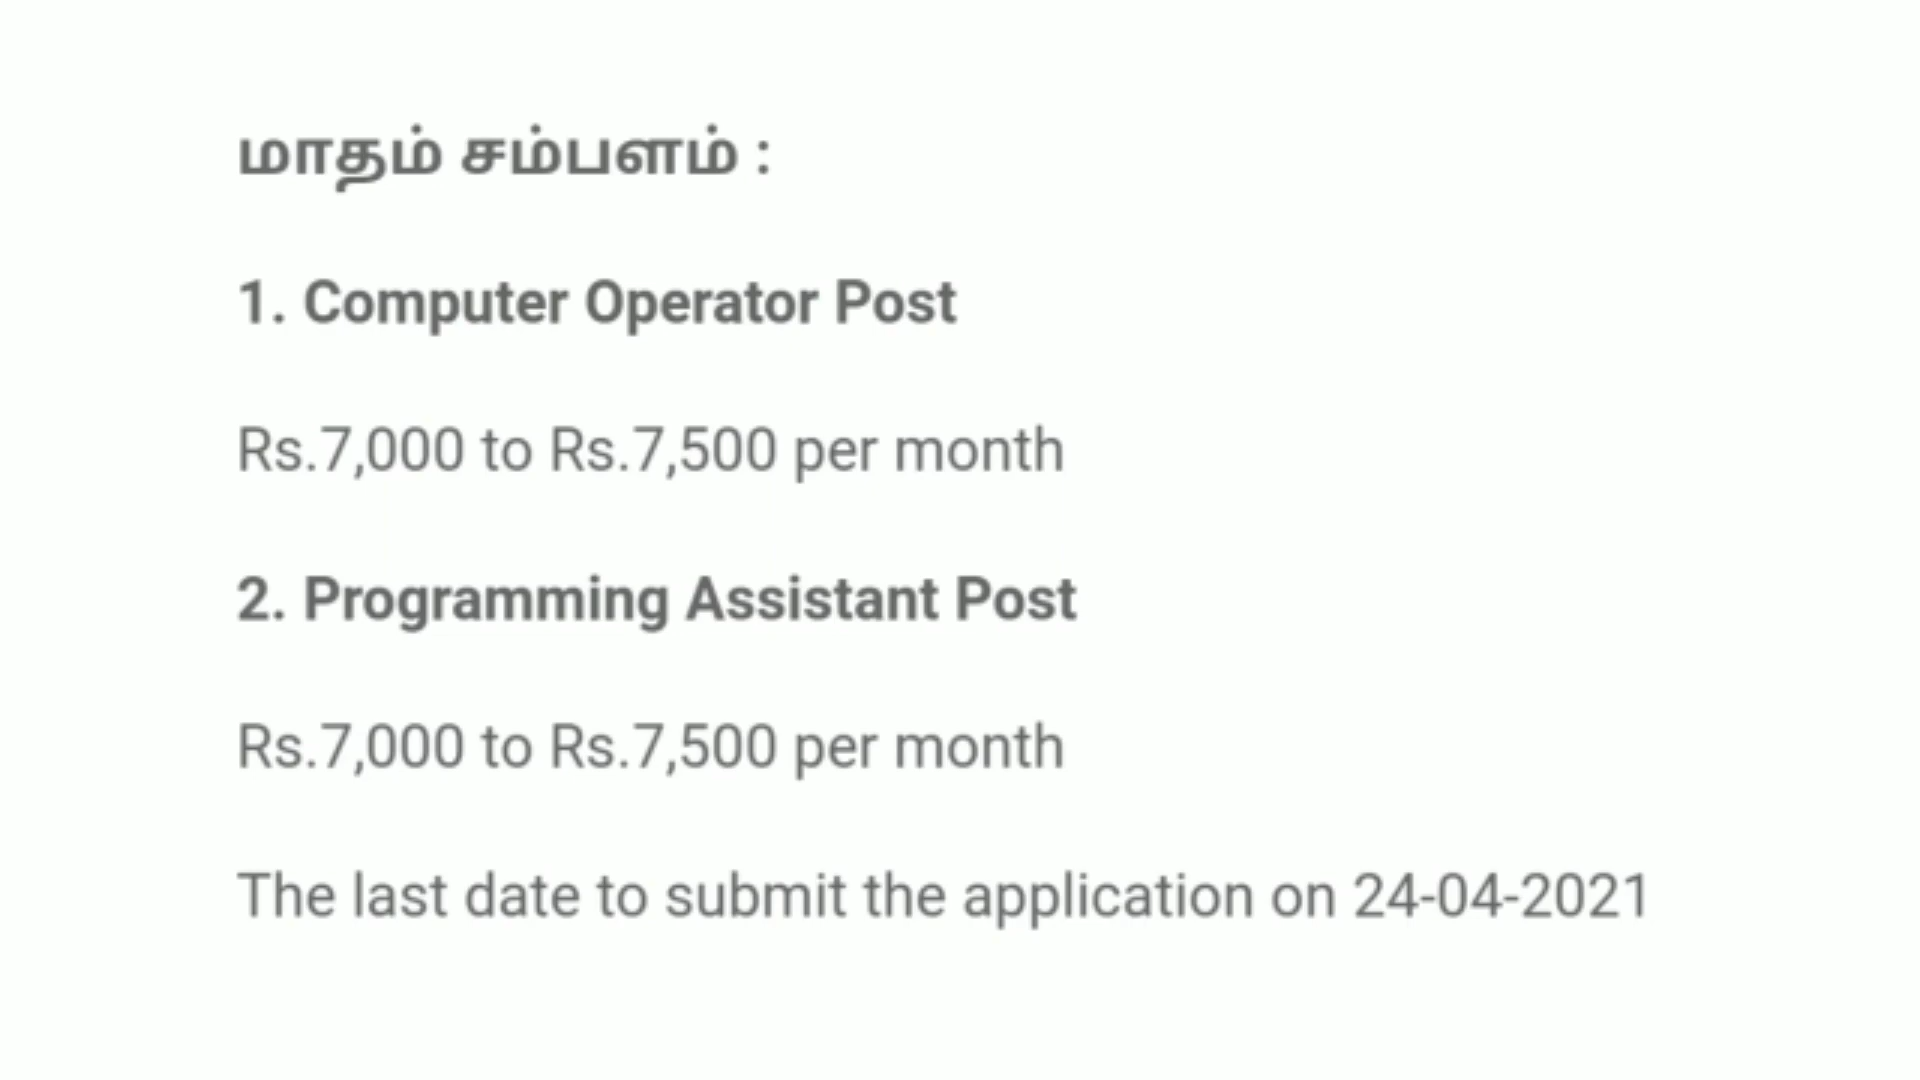 மாதம் சம்பளம் :
1. Computer Operator Post
Rs.7,000 to Rs.7,500 per month
2. Programming Assistant Post
Rs.7,000 to Rs.7,500 per month
The last date to submit the application on 24-04-2021